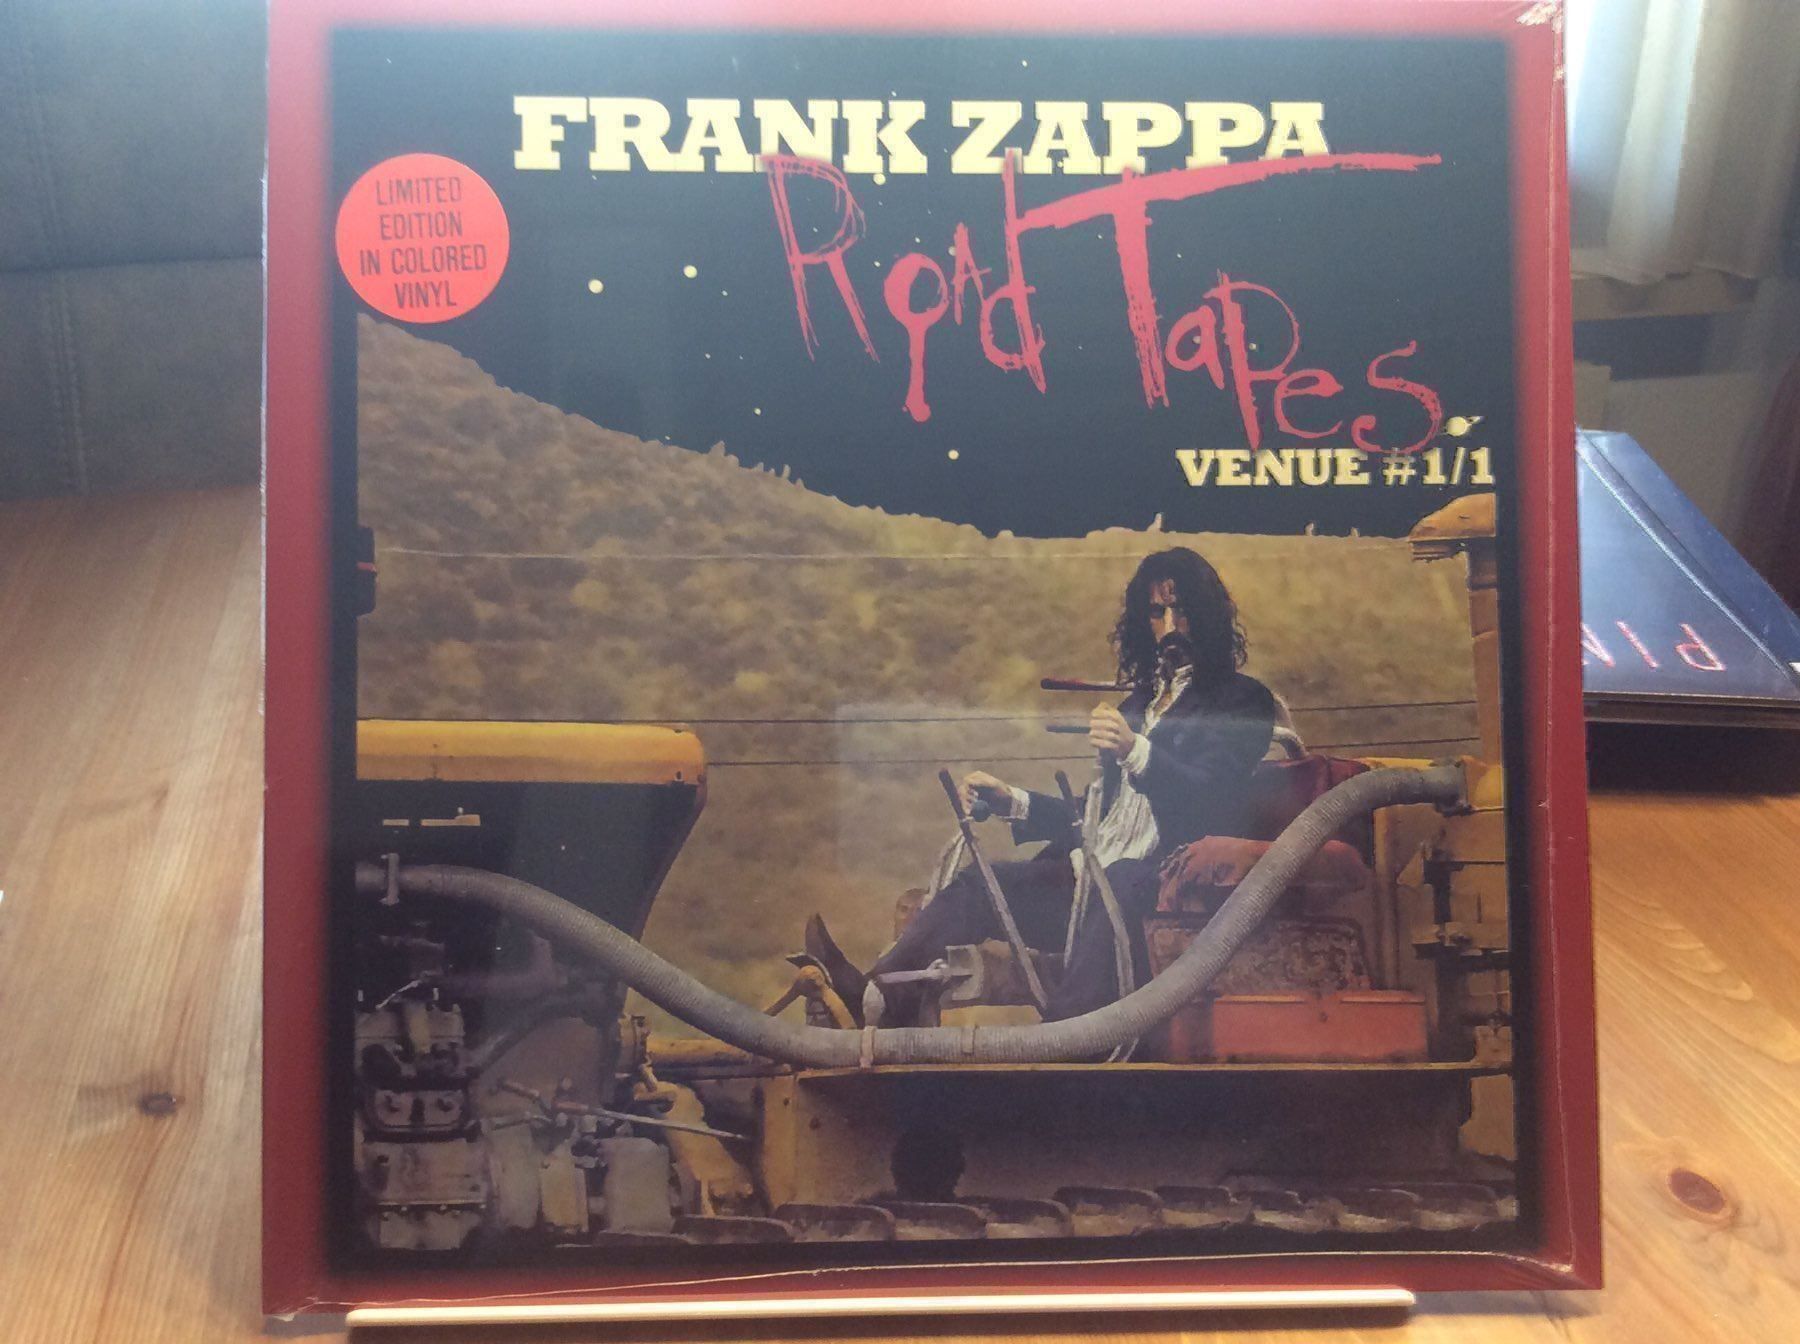 FRANK ZAPPA
Road Tapes
VENUE #1/1
LIMITED
EDITION
IN COLORED
VINYL